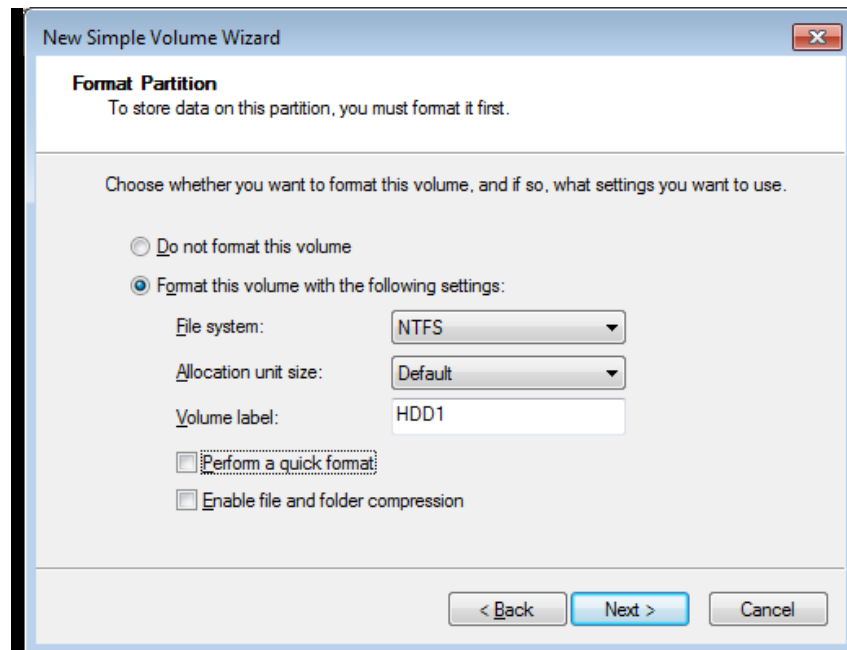 New Simple Volume Wizard
Format Partition
To store data on this partition, you must format it first.
Choose whether you want to format this volume, and if so, what settings you want to use.
Do not format this volume
Format this volume with the following settings:
File system: NTFS
Allocation unit size: Default
Volume label: HDD1
Perform a quick format
Enable file and folder compression
< Back Next > Cancel